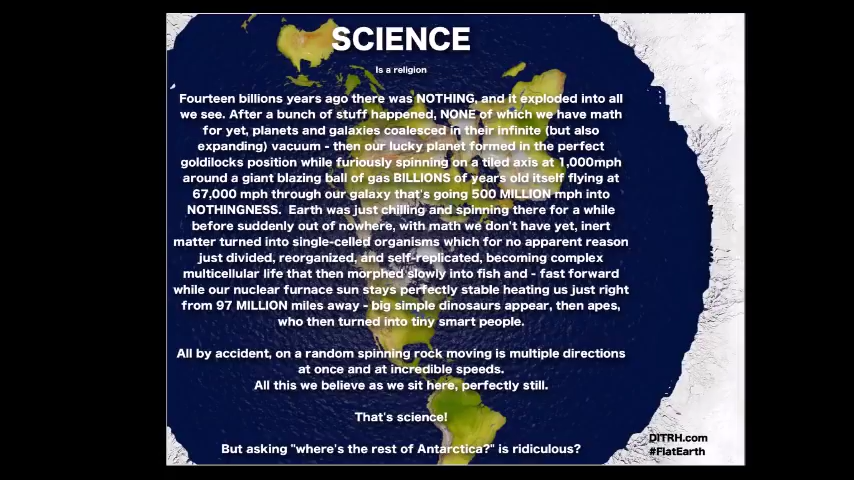 SCIENCE
Is a religion
Fourteen billions years ago there was NOTHING, and it exploded into all
we see. After a bunch of stuff happened, NONE of which we have math
for yet, planets and galaxies coalesced in their infinite (but also
expanding) vacuum - then our lucky planet formed in the perfect
goldilocks position while furiously spinning on a tiled axis at 1,000mph
around a giant blazing ball of gas BILLIONS of years old itself flying at
67,000 mph through our galaxy that's going 500 MILLION mph into
NOTHINGNESS. Earth was just chilling and spinning there for a while
before suddenly out of nowhere, with math we don't have yet, inert
matter turned into single-celled organisms which for no apparent reason
just divided, reorganized, and self-replicated, becoming complex
multicellular life that then morphed slowly into fish and - fast forward
while our nuclear furnace sun stays perfectly stable heating us just right
from 97 MILLION miles away - big simple dinosaurs appear, then apes,
who then turned into tiny smart people.
All by accident, on a random spinning rock moving is multiple directions
at once and at incredible speeds.
All this we believe as we sit here, perfectly still.
That's science!
But asking "where's the rest of Antarctica?" is ridiculous?
DITRH.com
#FlatEarth